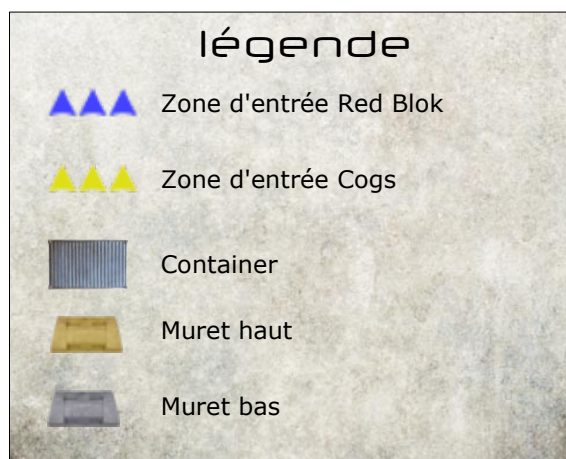 légende
Zone d'entrée Red Blok
Zone d'entrée Cogs
Container
Muret haut
Muret bas